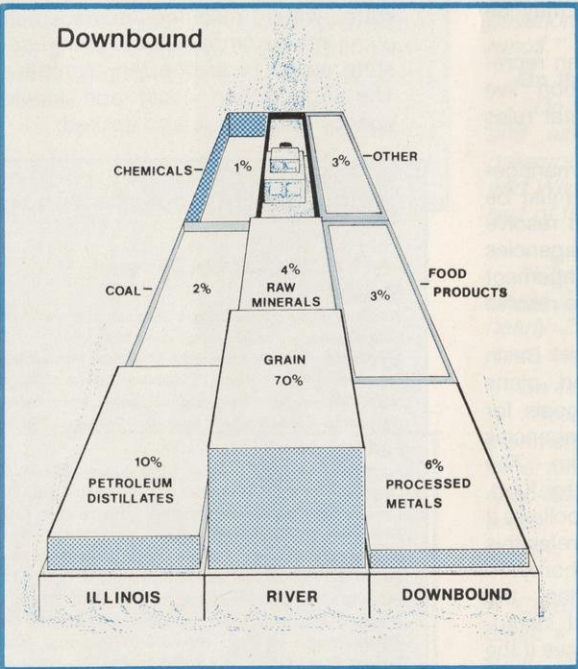 Downbound
CHEMICALS
1%
3%
OTHER
COAL
2%
4%
RAW
MINERALS
3%
FOOD
PRODUCTS
GRAIN
70%
10%
PETROLEUM
DISTILLATES
6%
PROCESSED
METALS
ILLINOIS
RIVER
DOWNBOUND